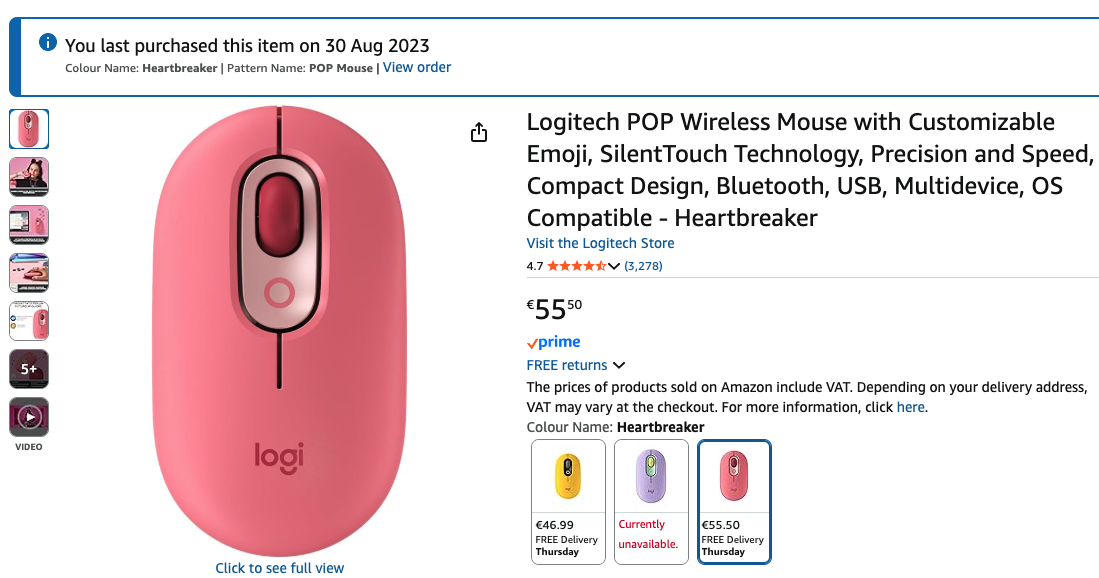 You last purchased this item on 30 Aug 2023
Colour Name: Heartbreaker | Pattern Name: POP Mouse | View order
5+
VIDEO
logi
Click to see full view
Logitech POP Wireless Mouse with Customizable
Emoji, SilentTouch Technology, Precision and Speed,
Compact Design, Bluetooth, USB, Multidevice, OS
Compatible - Heartbreaker
Visit the Logitech Store
4.7 (3,278)
€55⁵⁰
prime
FREE returns
The prices of products sold on Amazon include VAT. Depending on your delivery address,
VAT may vary at the checkout. For more information, click here.
Colour Name: Heartbreaker
€46.99
FREE Delivery
Thursday
Currently
unavailable.
€55.50
FREE Delivery
Thursday